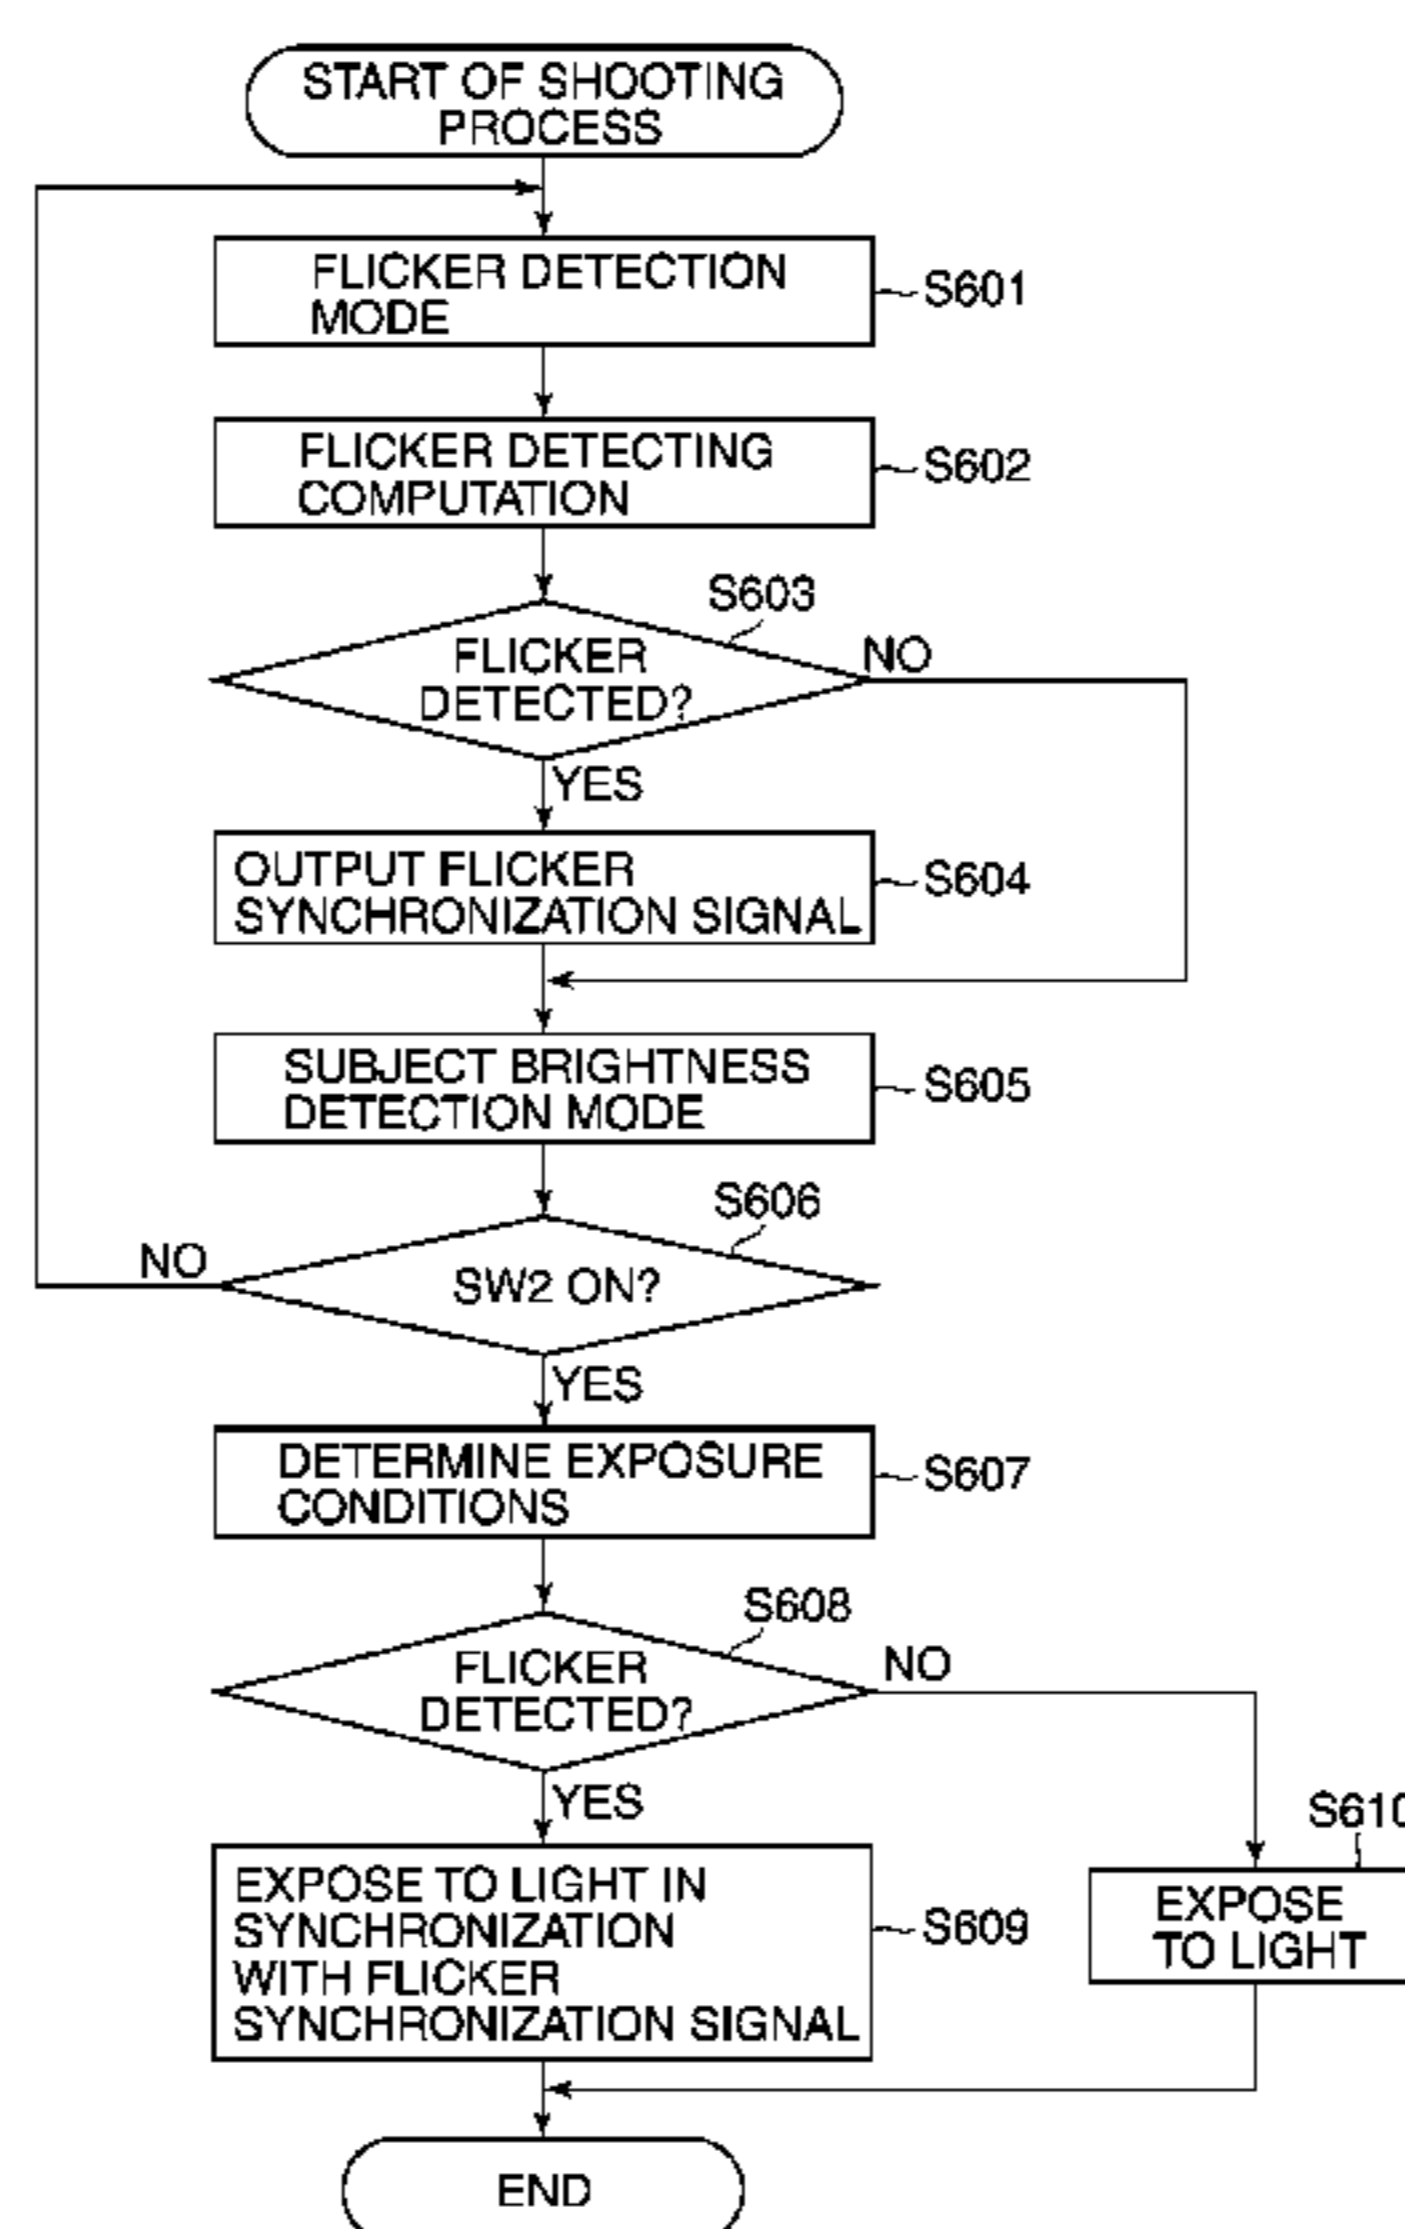 START OF SHOOTING
PROCESS
FLICKER DETECTION
MODE
S601
FLICKER DETECTING
COMPUTATION
S602
S603
FLICKER
DETECTED?
NO
YES
OUTPUT FLICKER
SYNCHRONIZATION SIGNAL
S604
SUBJECT BRIGHTNESS
DETECTION MODE
S605
S606
NO
SW2 ON?
YES
DETERMINE EXPOSURE
CONDITIONS
S607
S608
FLICKER
DETECTED?
NO
YES
S610
EXPOSE TO LIGHT IN
SYNCHRONIZATION
WITH FLICKER
SYNCHRONIZATION SIGNAL
S609
EXPOSE
TO LIGHT
END